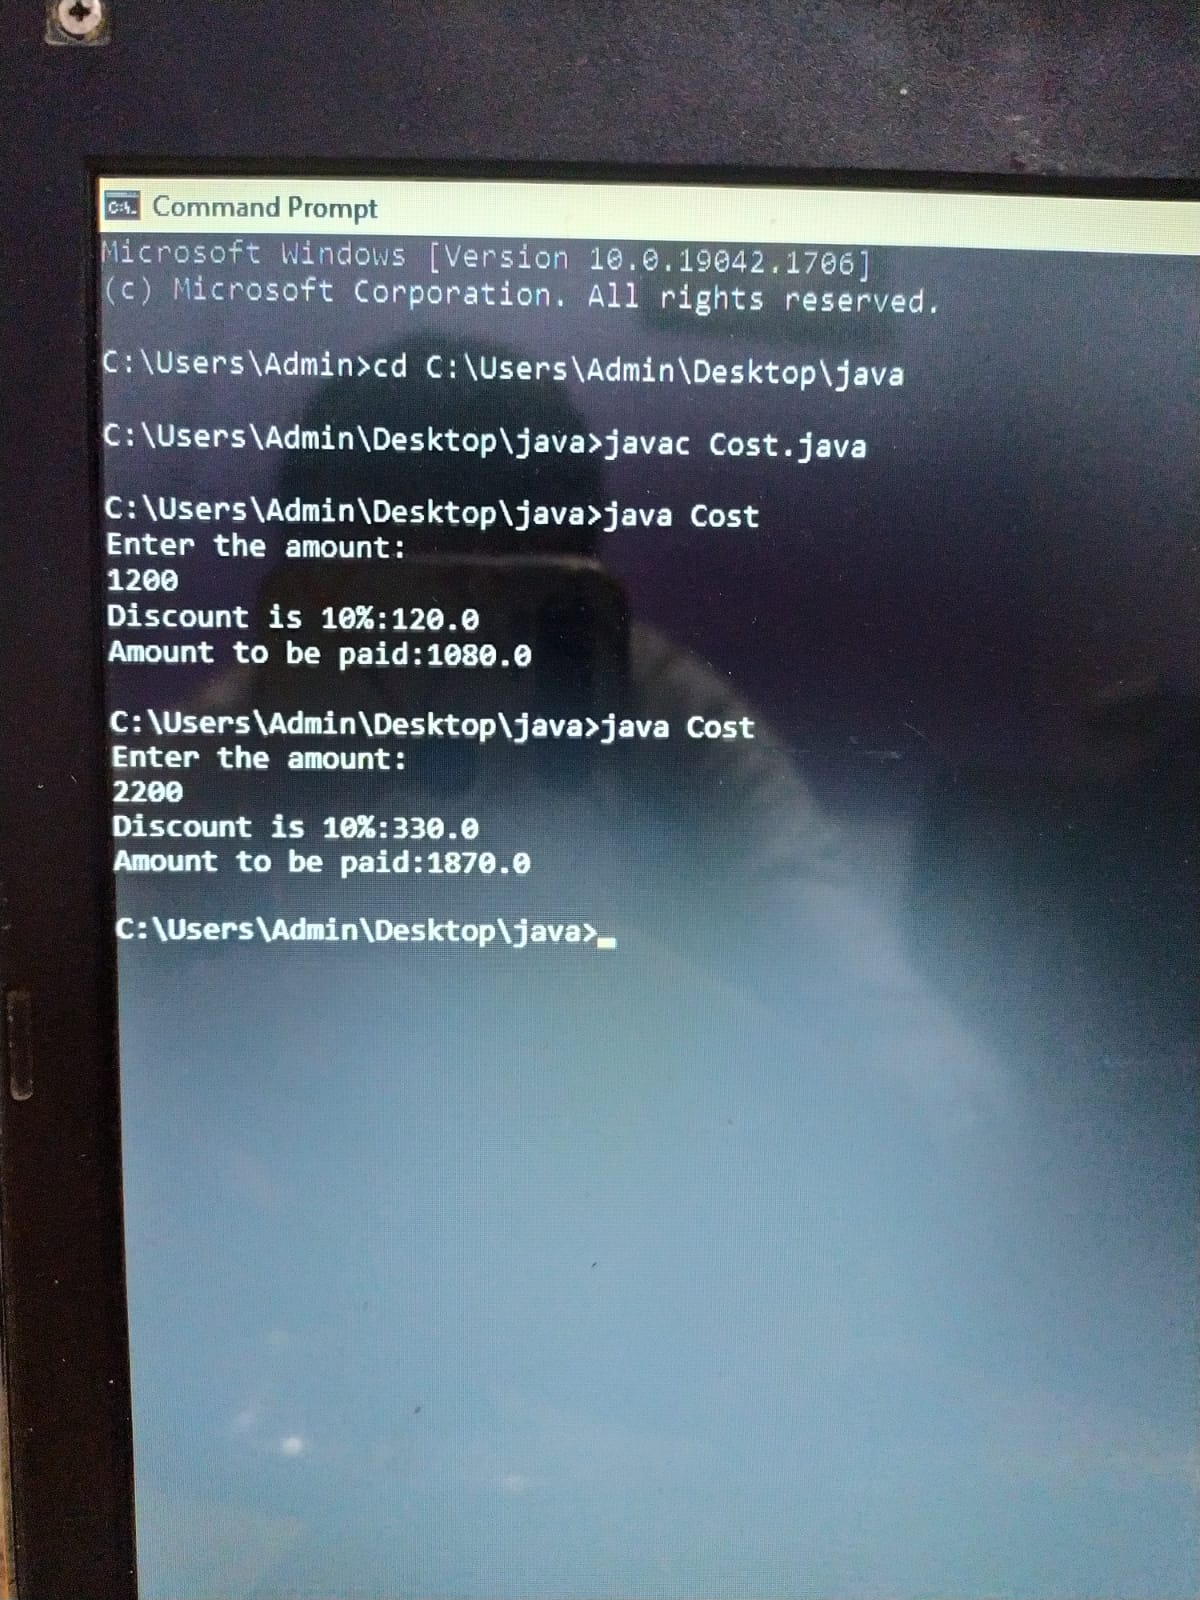 Command Prompt
Microsoft Windows [Version 10.0.19042.1706]
(c) Microsoft Corporation. All rights reserved.
C:\Users\Admin>cd C:\Users\Admin\Desktop\java
C:\Users\Admin\Desktop\java>javac Cost.java
C:\Users\Admin\Desktop\java>java Cost
Enter the amount:
1200
Discount is 10%:120.0
Amount to be paid:1080.0
C:\Users\Admin\Desktop\java>java Cost
Enter the amount:
2200
Discount is 10%:330.0
Amount to be paid:1870.0
C:\Users\Admin\Desktop\java>